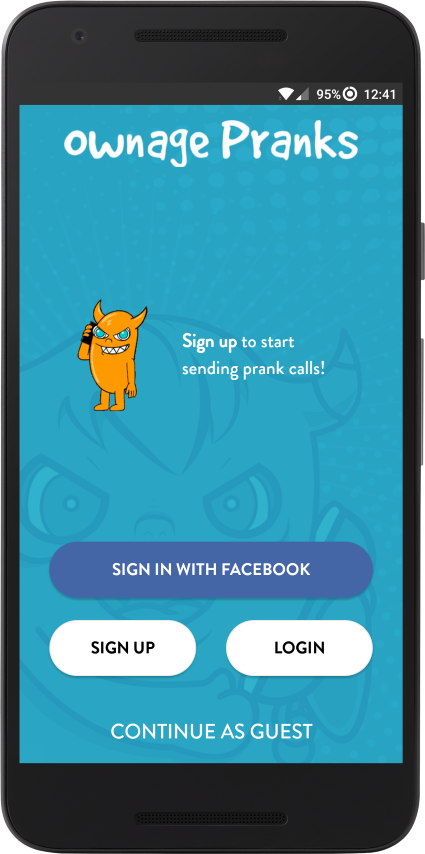 95% 12:41
ownage Pranks
Sign up to start
sending prank calls!
SIGN IN WITH FACEBOOK
SIGN UP LOGIN
CONTINUE AS GUEST